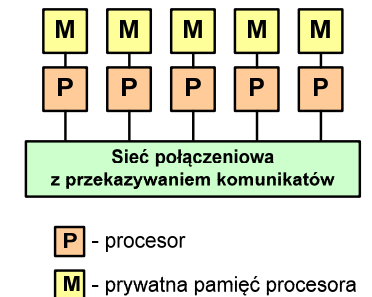 M M M M M
P P P P P
Sieć połączeniowa
z przekazywaniem komunikatów
P - procesor
M - prywatna pamięć procesora